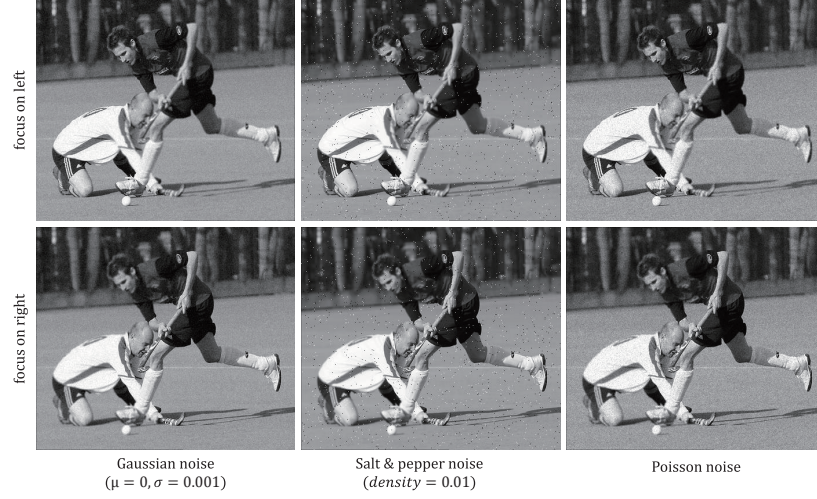 focus on left
focus on right
Gaussian noise
(μ = 0, σ = 0.001)
Salt & pepper noise
(density = 0.01)
Poisson noise